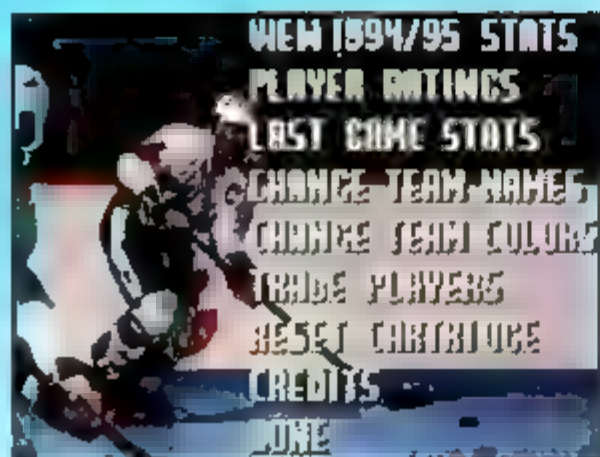 VIEW 1994/95 STATS
PLAYER RATINGS
LAST GAME STATS
CHANGE TEAM NAMES
CHANGE TEAM COLORS
TRADE PLAYERS
RESET CARTRIDGE
CREDITS
DONE